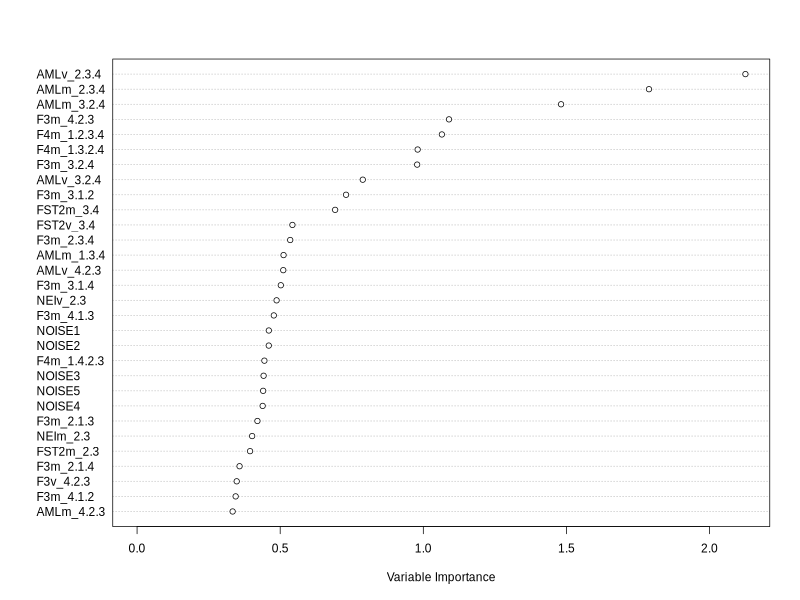 AMLv_2.3.4
AMLm_2.3.4
AMLm_3.2.4
F3m_4.2.3
F4m_1.2.3.4
F4m_1.3.2.4
F3m_3.2.4
AMLv_3.2.4
F3m_3.1.2
FST2m_3.4
FST2v_3.4
F3m_2.3.4
AMLm_1.3.4
AMLv_4.2.3
F3m_3.1.4
NEIv_2.3
F3m_4.1.3
NOISE1
NOISE2
F4m_1.4.2.3
NOISE3
NOISE5
NOISE4
F3m_2.1.3
NEIm_2.3
FST2m_2.3
F3m_2.1.4
F3v_4.2.3
F3m_4.1.2
AMLm_4.2.3
0.0 0.5 1.0 1.5 2.0
Variable Importance